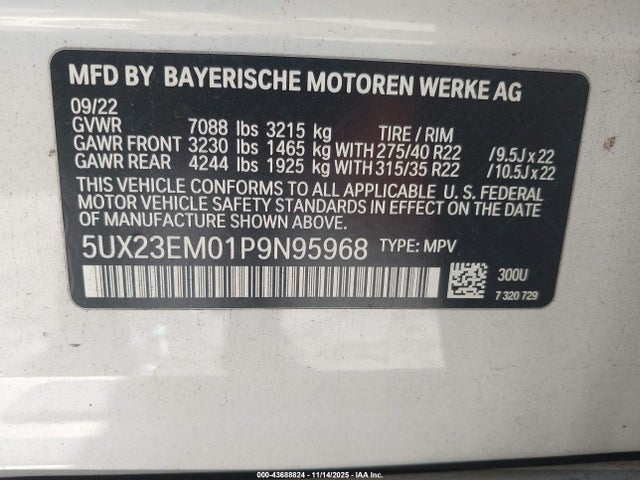 MFD BY BAYERISCHE MOTOREN WERKE AG
09/22
GVWR 7088 lbs 3215 kg TIRE / RIM
GAWR FRONT 3230 lbs 1465 kg WITH 275/40 R22 /9.5J x 22
GAWR REAR 4244 lbs 1925 kg WITH 315/35 R22 /10.5J x 22
THIS VEHICLE CONFORMS TO ALL APPLICABLE U. S. FEDERAL
MOTOR VEHICLE SAFETY STANDARDS IN EFFECT ON THE DATE
OF MANUFACTURE SHOWN ABOVE.
5UX23EM01P9N95968 TYPE: MPV
300U
7 320 729
000-43688824 - 11/14/2025 - IAA Inc.